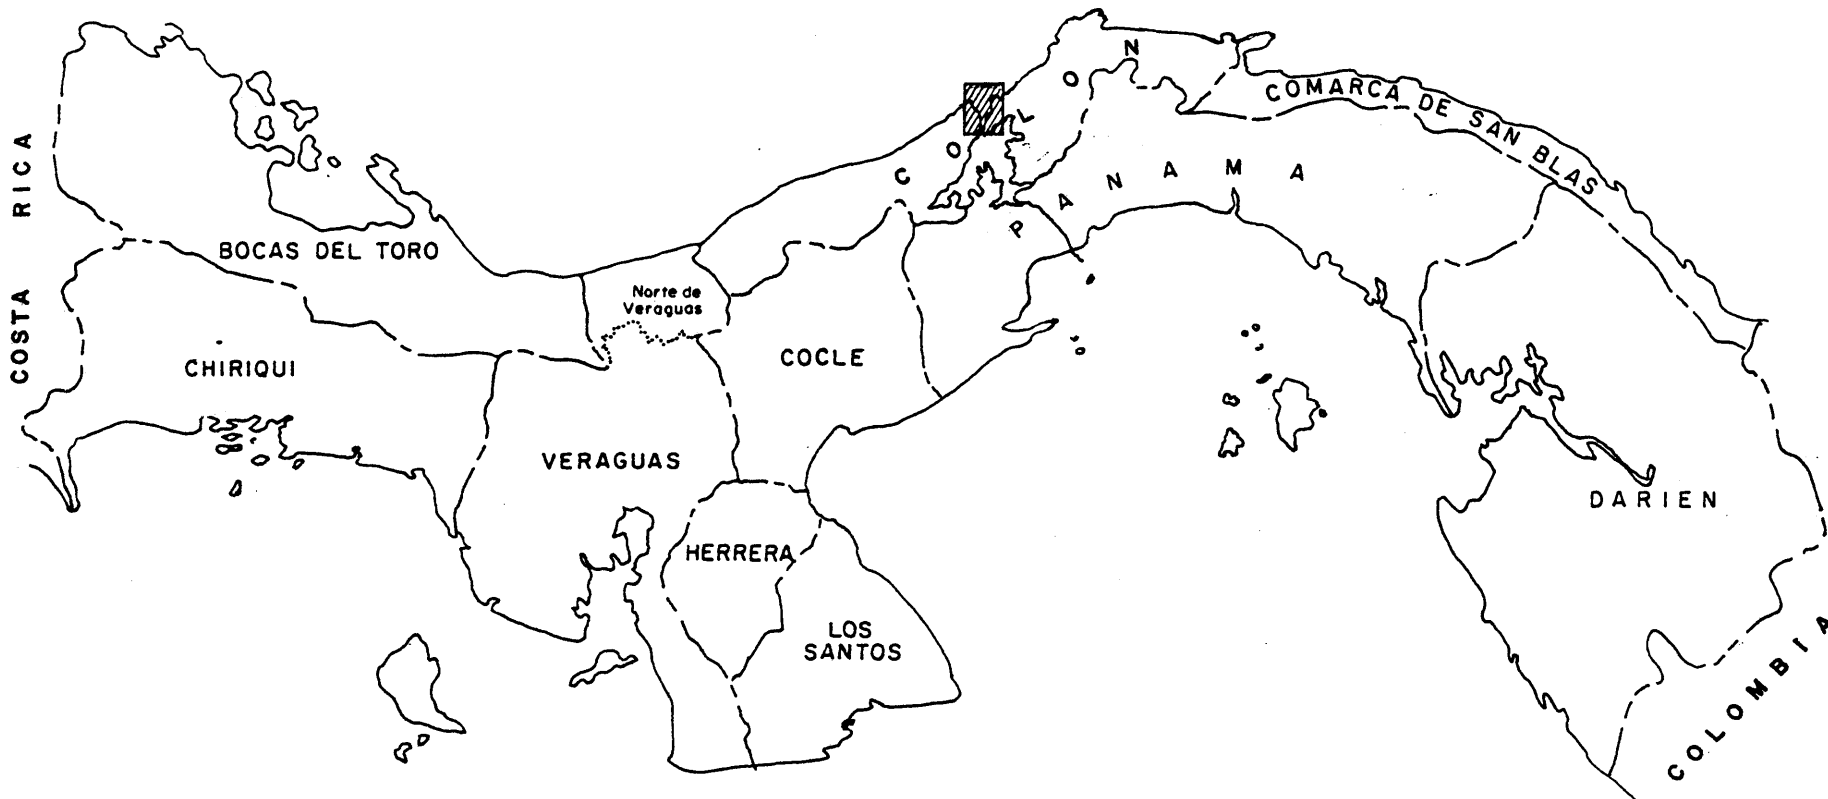 COSTA RICA
BOCAS DEL TORO
CHIRIQUI
Norte de
Veraguas
VERAGUAS
COCLE
HERRERA
LOS
SANTOS
COLON
PANAMA
COMARCA DE SAN BLAS
DARIEN
COLOMBIA